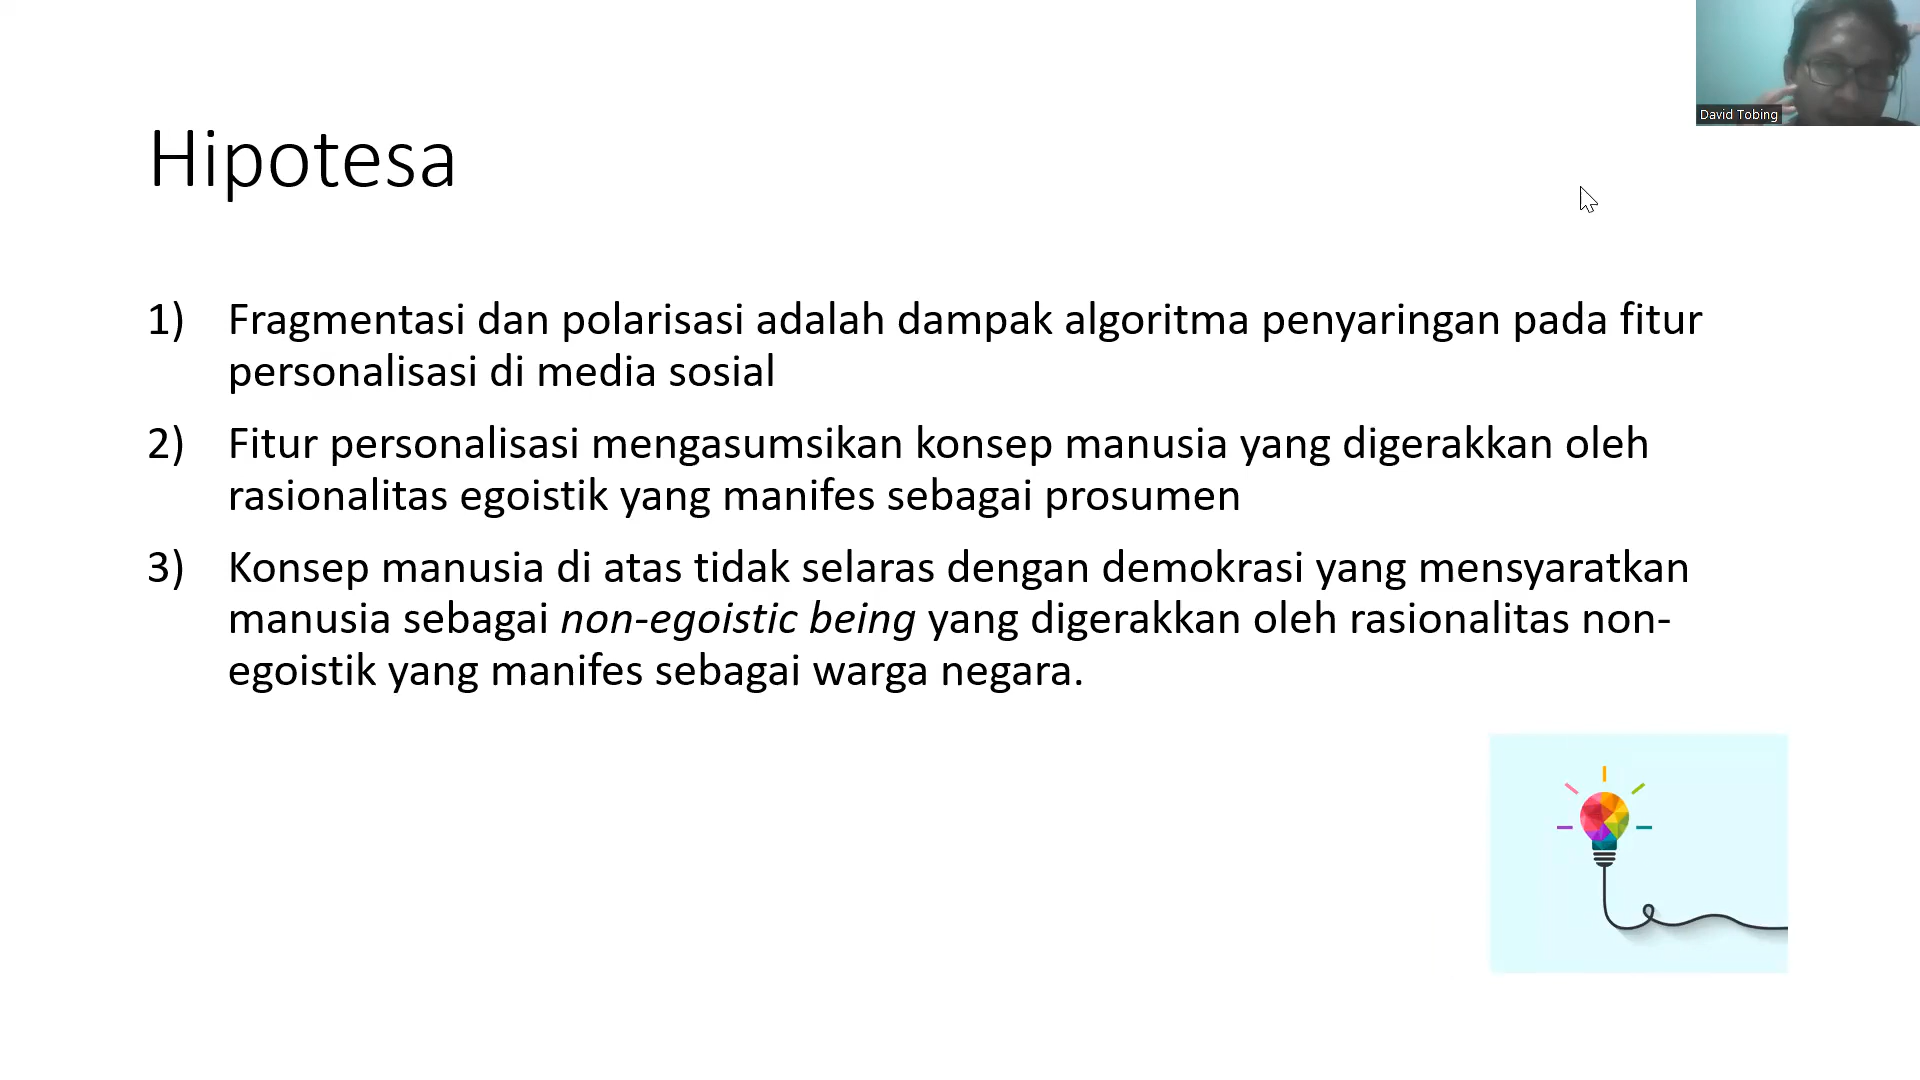 David Tobing
Hipotesa
1) Fragmentasi dan polarisasi adalah dampak algoritma penyaringan pada fitur
personalisasi di media sosial
2) Fitur personalisasi mengasumsikan konsep manusia yang digerakkan oleh
rasionalitas egoistik yang manifes sebagai prosumen
3) Konsep manusia di atas tidak selaras dengan demokrasi yang mensyaratkan
manusia sebagai non-egoistic being yang digerakkan oleh rasionalitas non-
egoistik yang manifes sebagai warga negara.